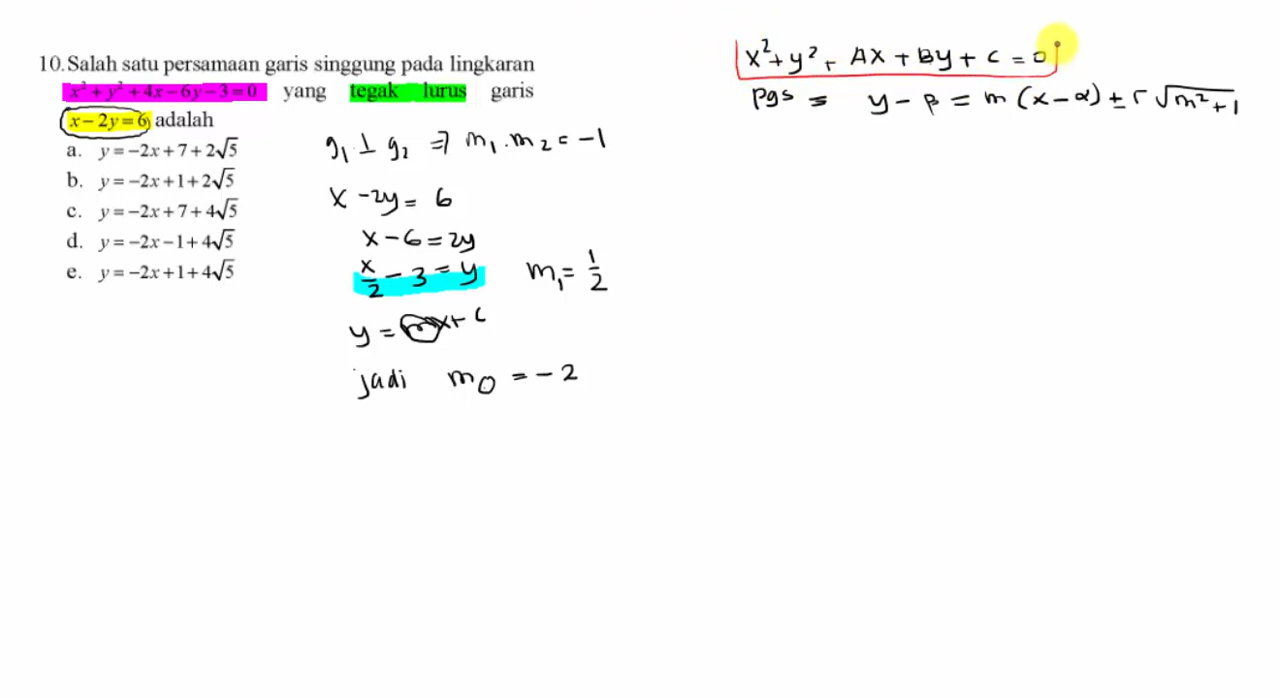 10. Salah satu persamaan garis singgung pada lingkaran
x² + y² + 4x − 6y − 3 = 0 yang tegak lurus garis
x − 2y = 6 adalah
a. y = −2x + 7 + 2√5
b. y = −2x + 1 + 2√5
c. y = −2x + 7 + 4√5
d. y = −2x − 1 + 4√5
e. y = −2x + 1 + 4√5
g₁ ⊥ g₂ ⇒ m₁ . m₂ = −1
x − 2y = 6
x − 6 = 2y
x/2 − 3 = y
m₁ = 1/2
y = mx + c
jadi m₀ = −2
x² + y² + Ax + By + C = 0
Pgs = y − β = m (x − α) ± r √m² + 1